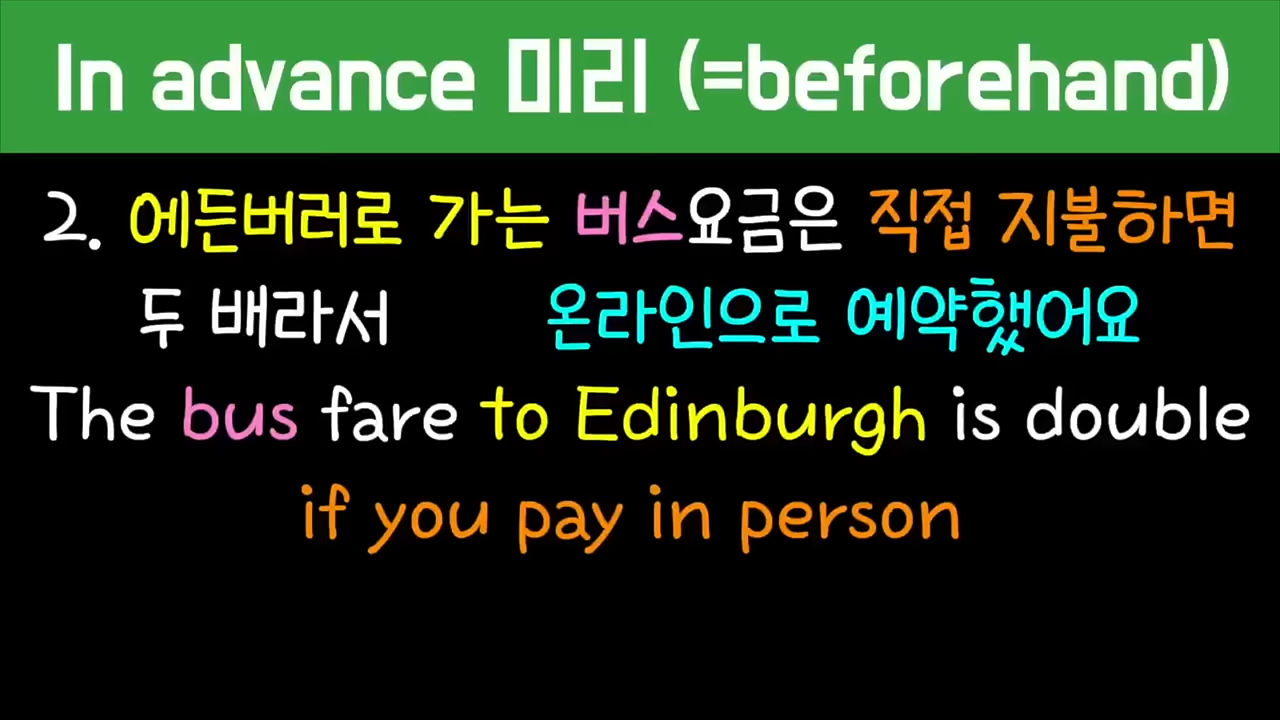 In advance 미리 (=beforehand)
2. 에든버러로 가는 버스요금은 직접 지불하면
두 배라서 온라인으로 예약했어요
The bus fare to Edinburgh is double
if you pay in person